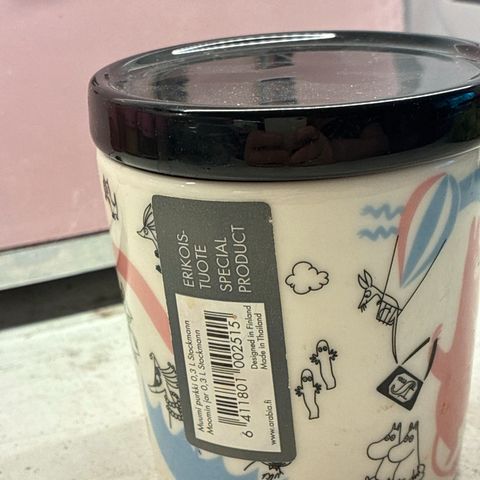 ERIKOIS-
TUOTE
SPECIAL
PRODUCT
Muumi purkki 0,3 L Stockmann
Moomin jar 0,3 L Stockmann
6 411801 002515
Designed in Finland
Made in Thailand
www.arabia.fi